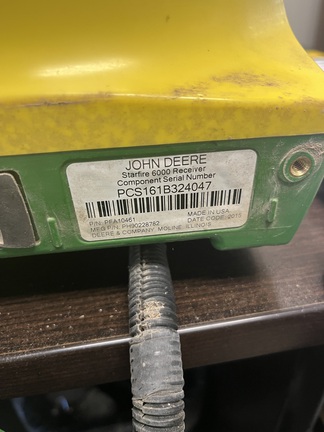 JOHN DEERE
Starfire 6000 Receiver
Component Serial Number
PCS161B324047
P/N: PFA10461
MADE IN USA
MFG P/N: PH90228782
DATE CODE: 0015
DEERE & COMPANY, MOLINE, ILLINOIS